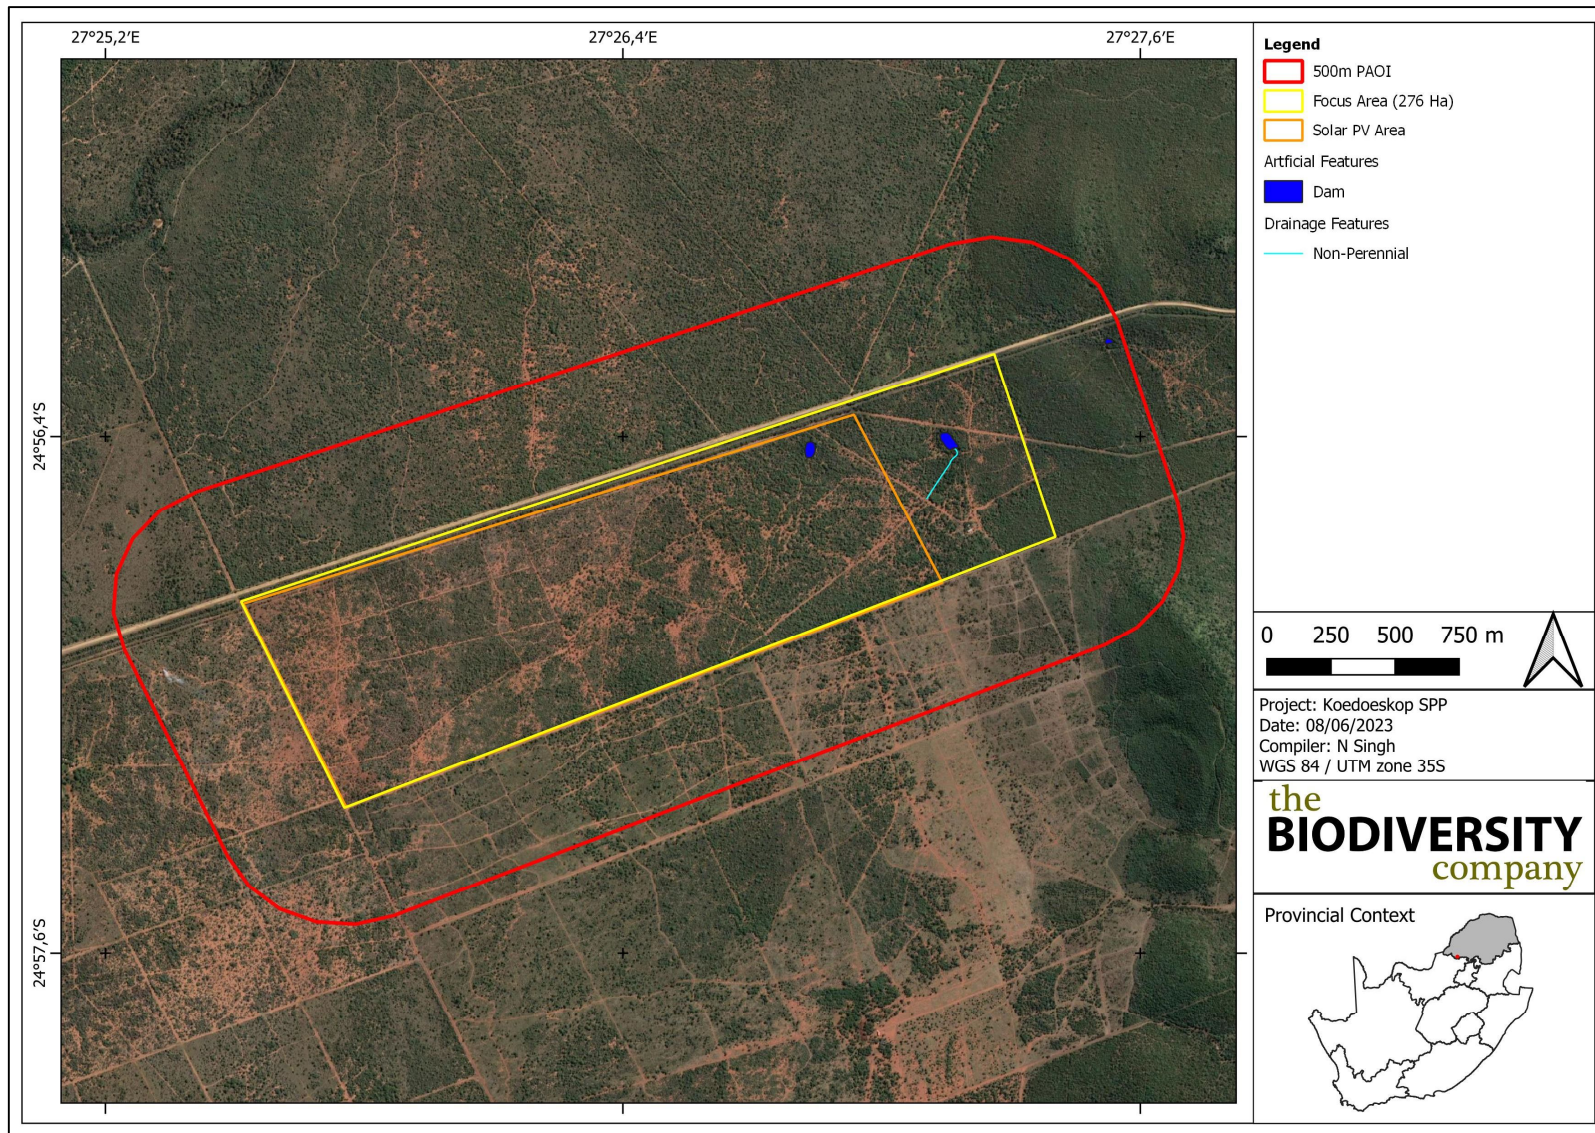 27°25,2′E
27°26,4′E
27°27,6′E
24°56,4′S
24°57,6′S
Legend
500m PAOI
Focus Area (276 Ha)
Solar PV Area
Artficial Features
Dam
Drainage Features
Non-Perennial
0 250 500 750 m
Project: Koedoeskop SPP
Date: 08/06/2023
Compiler: N Singh
WGS 84 / UTM zone 35S
the
BIODIVERSITY
company
Provincial Context